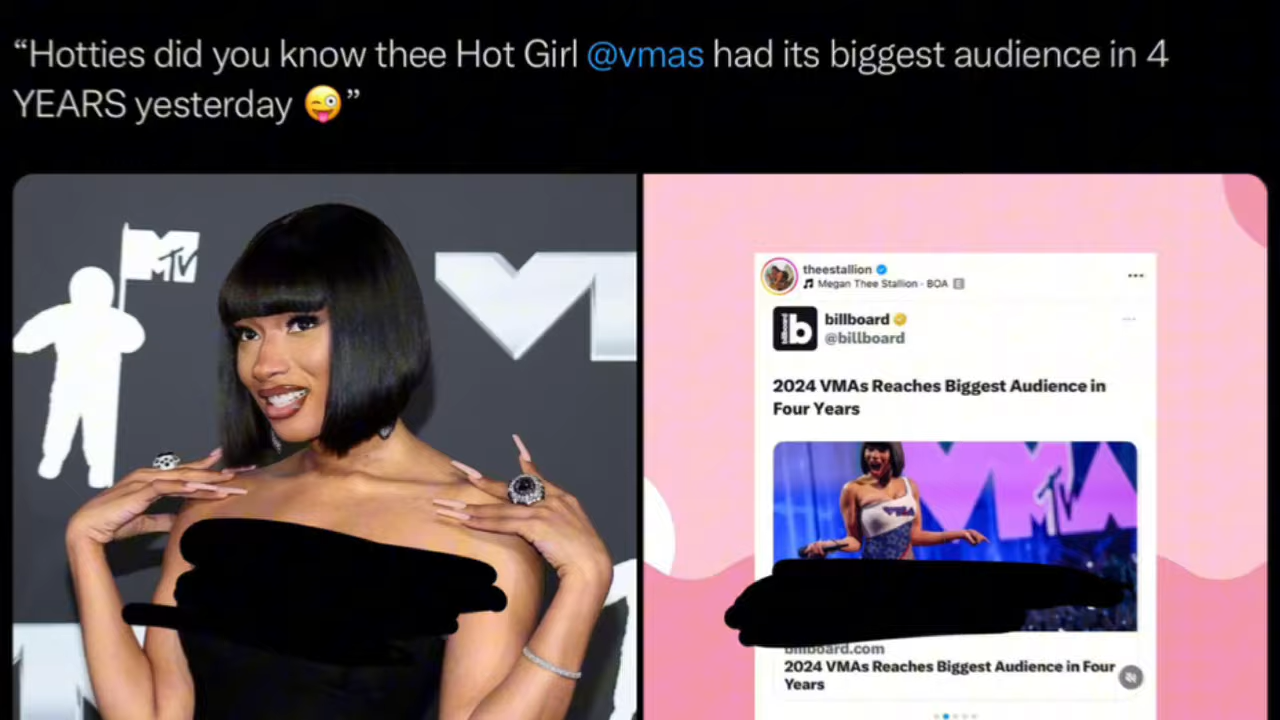 “Hotties did you know thee Hot Girl @vmas had its biggest audience in 4
YEARS yesterday 😜”
MTV
theestallion
Megan Thee Stallion · BOA E
billboard
@billboard
2024 VMAs Reaches Biggest Audience in
Four Years
MTV
2024 VMAs Reaches Biggest Audience in Four
Years